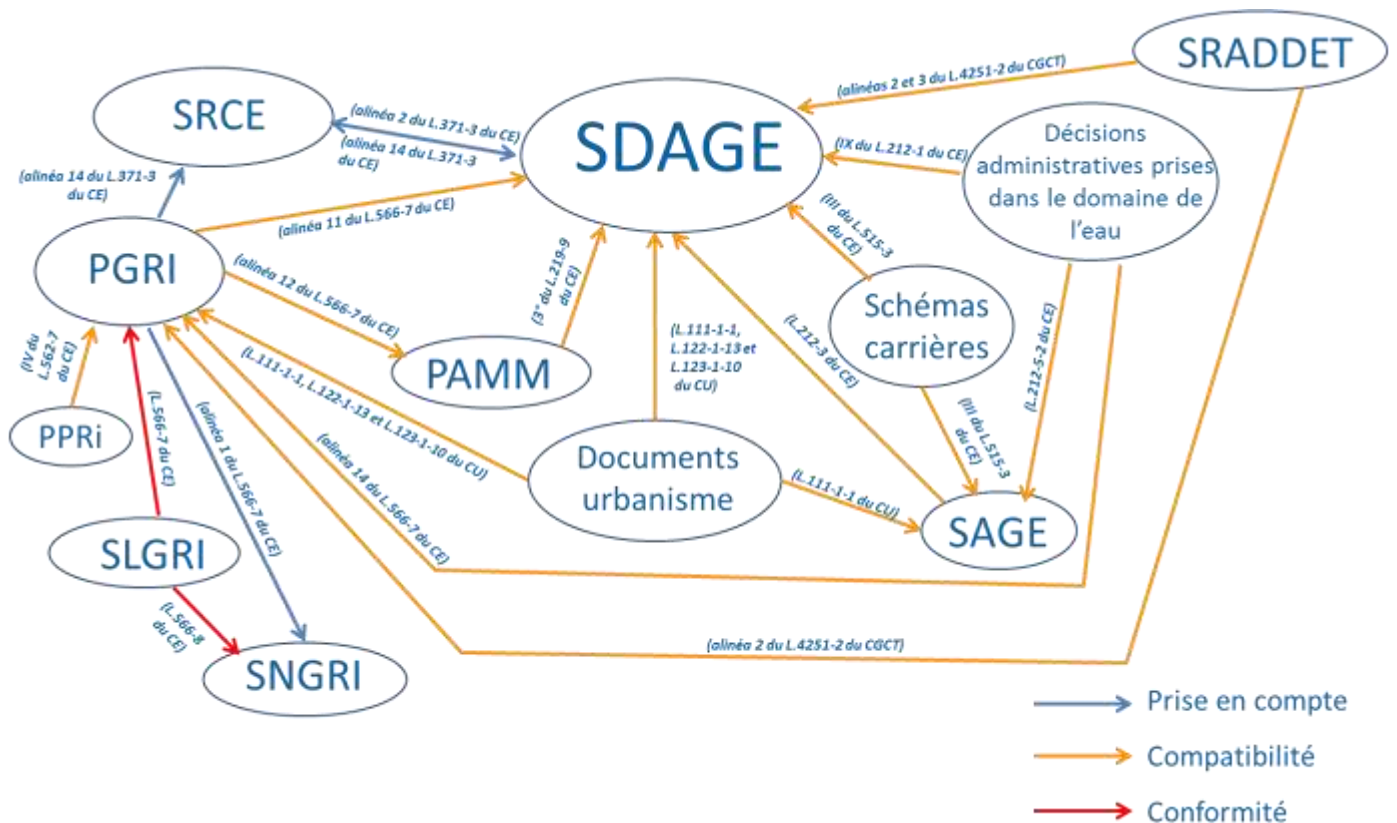 SRADDET
(alinéas 2 et 3 du L.4251-2 du CGCT)
SRCE
(alinéa 2 du L.371-3 du CE)
(alinéa 14 du L.371-3
du CE)
SDAGE
(IX du L.212-1 du CE)
Décisions
administratives prises
dans le domaine de
l'eau
(alinéa 14 du L.371-3
du CE)
(alinéa 11 du L.566-7 du CE)
(III du L.515-3
du CE)
PGRI
(alinéa 12 du L.566-7 du CE)
(3° du L.219-9
du CE)
Schémas
carrières
(IV du
L.562-7
du CE)
PAMM
(L.111-1-1,
L.122-1-13 et
L.123-1-10
du CU)
(L.212-3 du CE)
(L.212-5-2 du CE)
PPRi
(L.566-7 du CE)
(alinéa 1 du L.566-7 du CE)
(L.111-1-1, L.122-1-13 et L.123-1-10 du CU)
(alinéa 14 du L.566-7 du CE)
Documents
urbanisme
(III du L.515-3
du CE)
(L.111-1-1 du CU)
SAGE
SLGRI
(L.566-8
du CE)
SNGRI
(alinéa 2 du L.4251-2 du CGCT)
Prise en compte
Compatibilité
Conformité